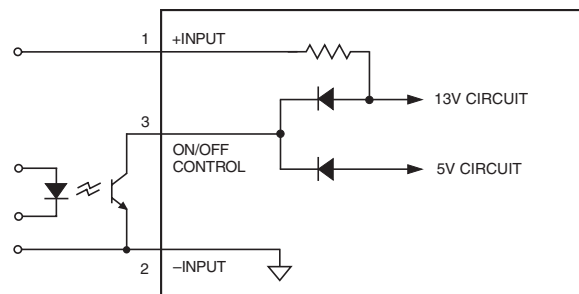 1 +INPUT
13V CIRCUIT
3
ON/OFF
CONTROL
5V CIRCUIT
2 –INPUT